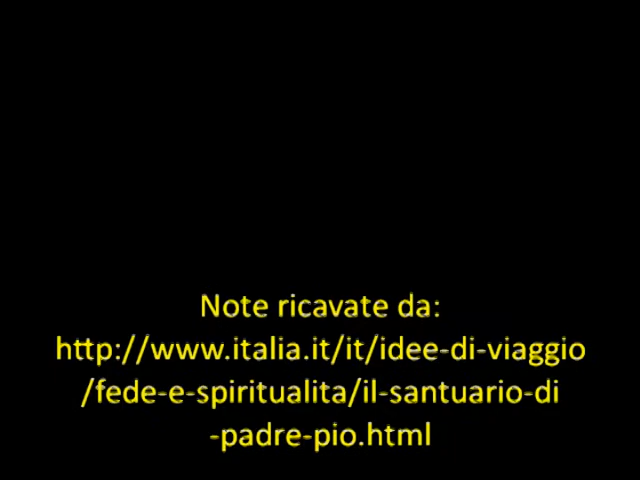 Note ricavate da:
http://www.italia.it/it/idee-di-viaggio
/fede-e-spiritualita/il-santuario-di
-padre-pio.html